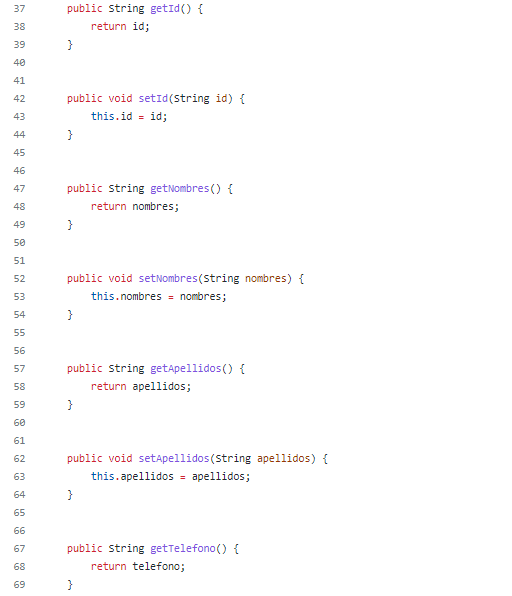 37 public String getId() {
38 return id;
39 }
40
41
42 public void setId(String id) {
43 this.id = id;
44 }
45
46
47 public String getNombres() {
48 return nombres;
49 }
50
51
52 public void setNombres(String nombres) {
53 this.nombres = nombres;
54 }
55
56
57 public String getApellidos() {
58 return apellidos;
59 }
60
61
62 public void setApellidos(String apellidos) {
63 this.apellidos = apellidos;
64 }
65
66
67 public String getTelefono() {
68 return telefono;
69 }